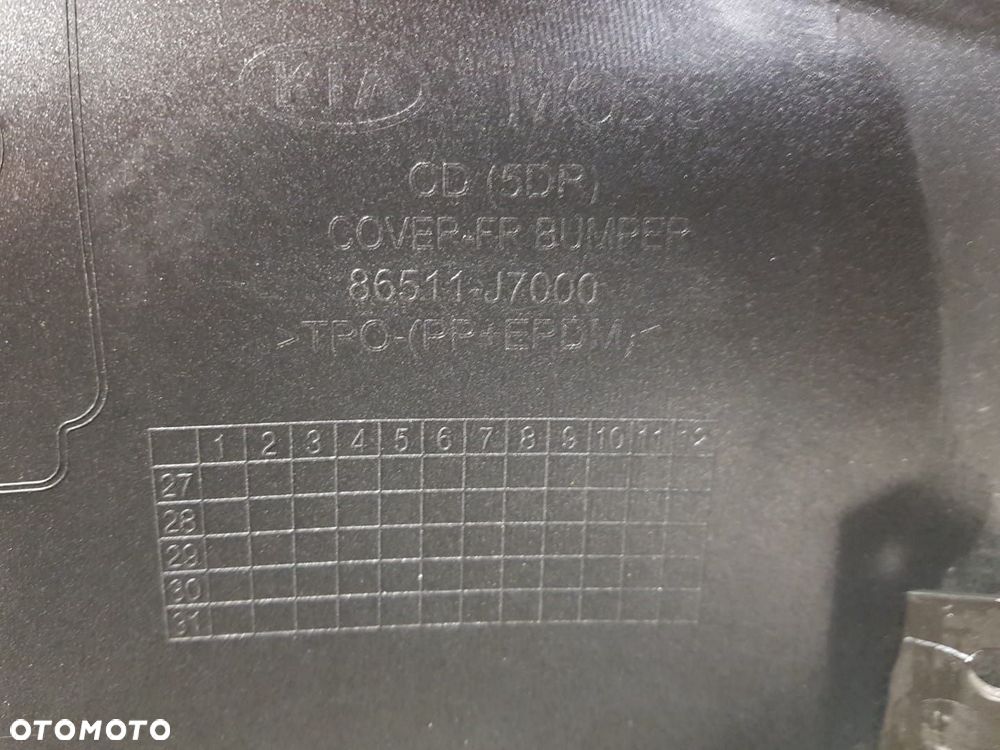 KIA MOBIS
CD (5DR)
COVER-FR BUMPER
86511-J7000
>TPO-(PP+EPDM)<
1 2 3 4 5 6 7 8 9 10 11 12
27
28
29
30
31
OTOMOTO